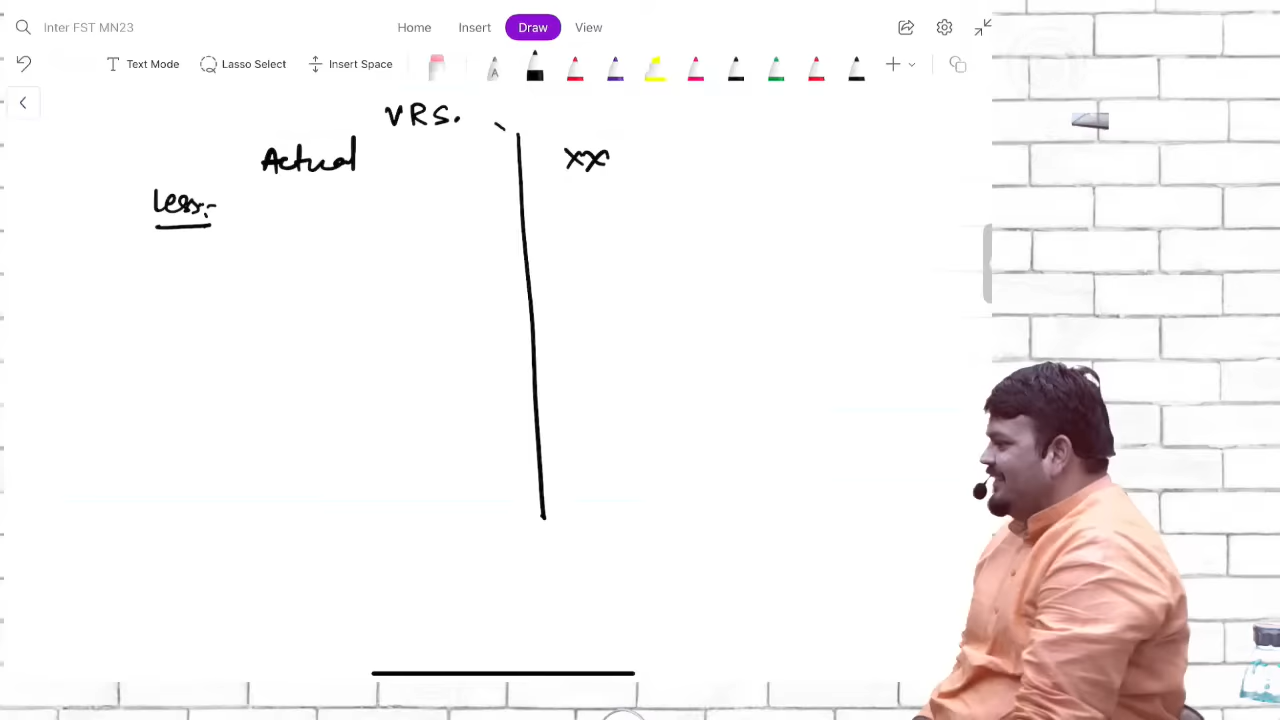 Inter FST MN23
Home Insert Draw View
Text Mode Lasso Select Insert Space
A
VRS.
Actual xx
Less:-